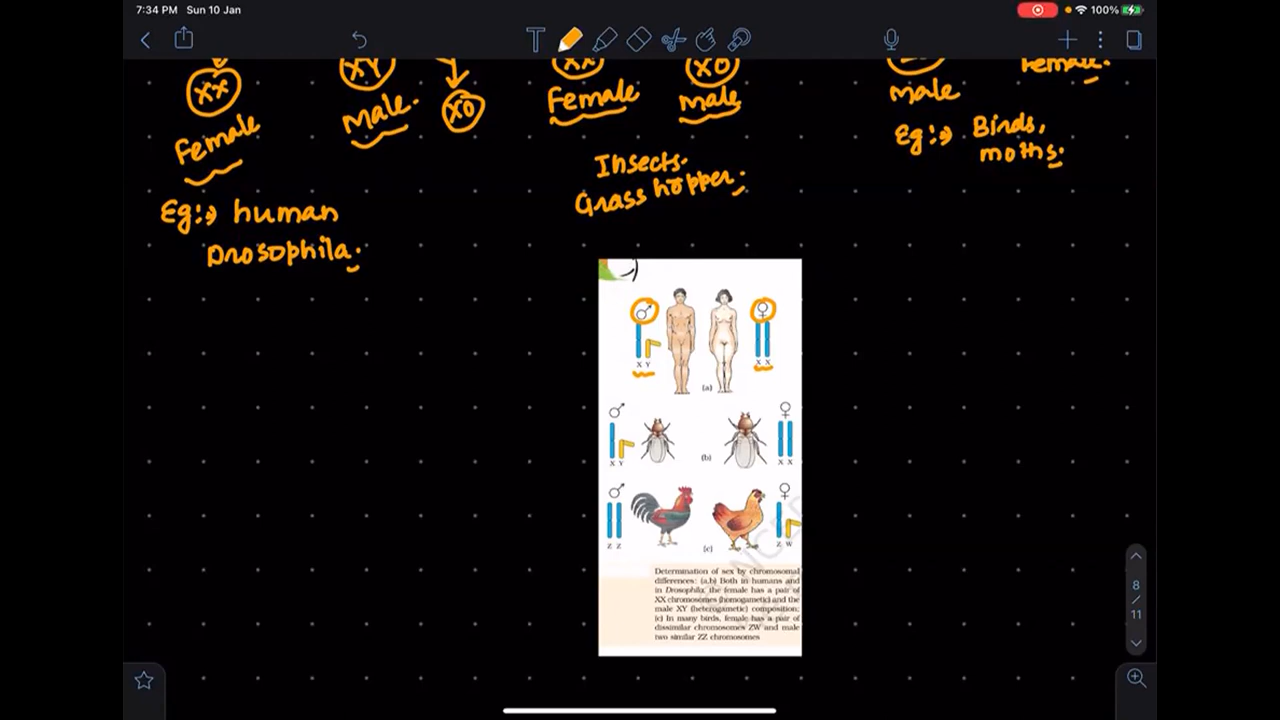 7:34 PM Sun 10 Jan
100%
XX
XY
XO
XX
XO
Female
Male.
Female
Male
Male
Female.
Eg:→ human
Drosophila.
Insects.
Grass hopper.
Eg:→ Birds,
moths.
X Y
X X
(a)
X Y
X X
(b)
Z Z
Z W
(c)
Determination of sex by chromosomal
differences: (a,b) Both in humans and
in Drosophila, the female has a pair of
XX chromosomes (homogametic) and the
male XY (heterogametic) composition;
(c) In many birds, female has a pair of
dissimilar chromosomes ZW and male
two similar ZZ chromosomes
8
/
11